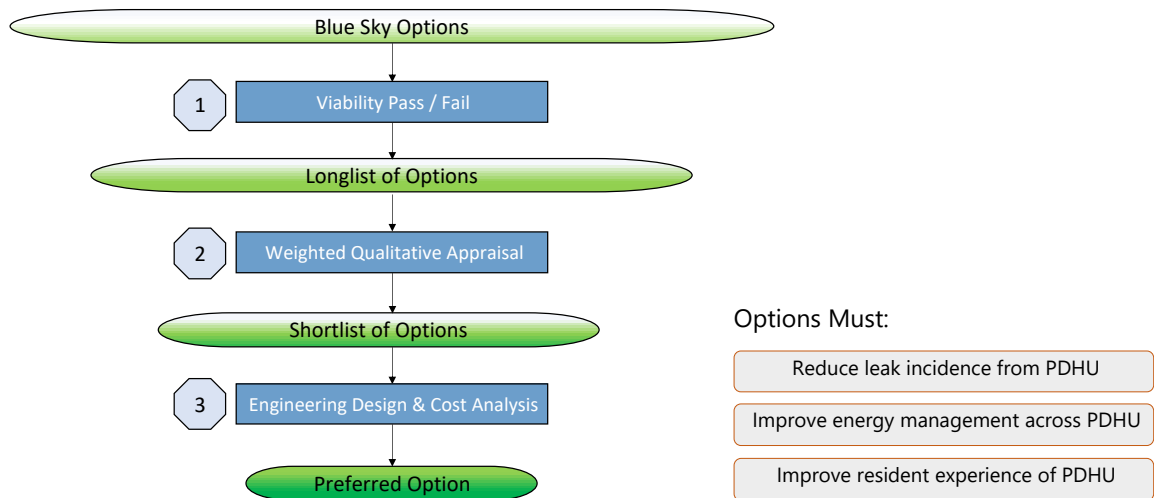 Blue Sky Options
1
Viability Pass / Fail
Longlist of Options
2
Weighted Qualitative Appraisal
Shortlist of Options
3
Engineering Design & Cost Analysis
Preferred Option
Options Must:
Reduce leak incidence from PDHU
Improve energy management across PDHU
Improve resident experience of PDHU